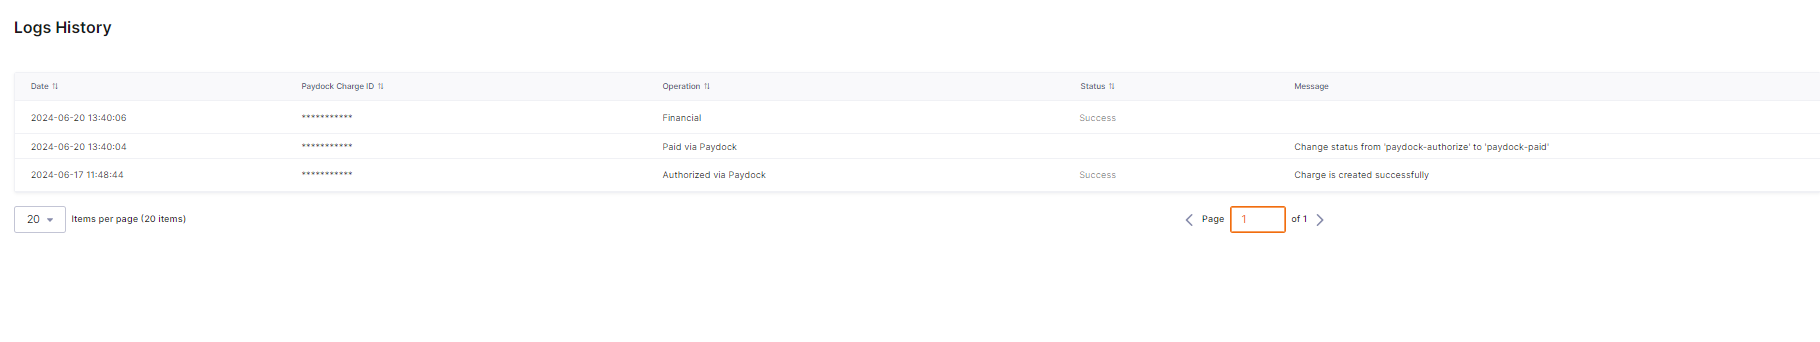 Logs History
Date Paydock Charge ID Operation Status Message
2024-06-20 13:40:06 *********** Financial Success
2024-06-20 13:40:04 *********** Paid via Paydock Change status from 'paydock-authorize' to 'paydock-paid'
2024-06-17 11:48:44 *********** Authorized via Paydock Success Charge is created successfully
20 Items per page (20 items) Page 1 of 1